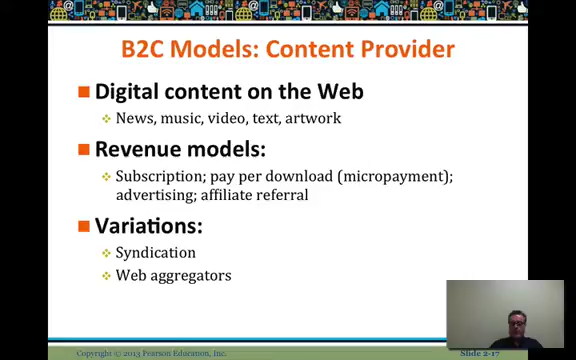 B2C Models: Content Provider
Digital content on the Web
News, music, video, text, artwork
Revenue models:
Subscription; pay per download (micropayment);
advertising; affiliate referral
Variations:
Syndication
Web aggregators
Copyright © 2013 Pearson Education, Inc.
Slide 2-17